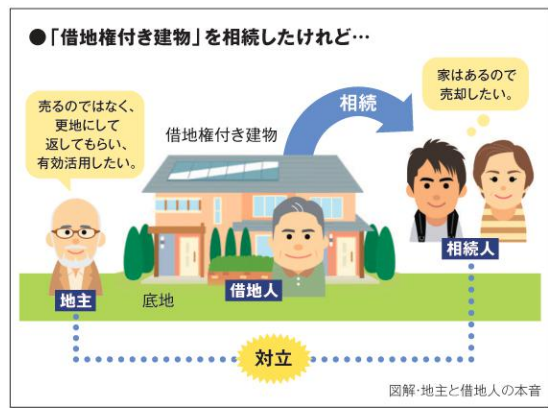 ●「借地権付き建物」を相続したけれど…
売るのではなく、
更地にして
返してもらい、
有効活用したい。
借地権付き建物
相続
家はあるので
売却したい。
地主
底地
借地人
相続人
対立
図解・地主と借地人の本音